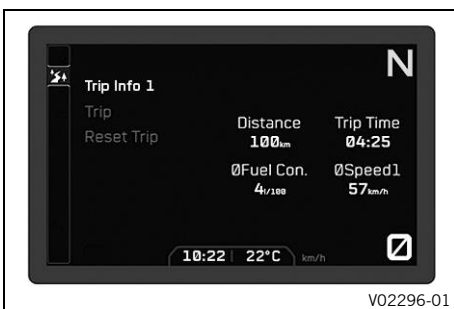 N
Trip Info 1
Trip
Reset Trip
Distance
100km
Trip Time
04:25
ØFuel Con.
4l/100
ØSpeed1
57km/h
10:22 22°C km/h
0
V02296-01